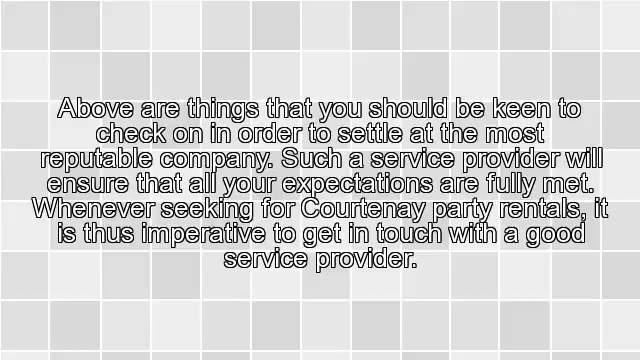 Above are things that you should be keen to
check on in order to settle at the most
reputable company. Such a service provider will
ensure that all your expectations are fully met.
Whenever seeking for Courtenay party rentals, it
is thus imperative to get in touch with a good
service provider.